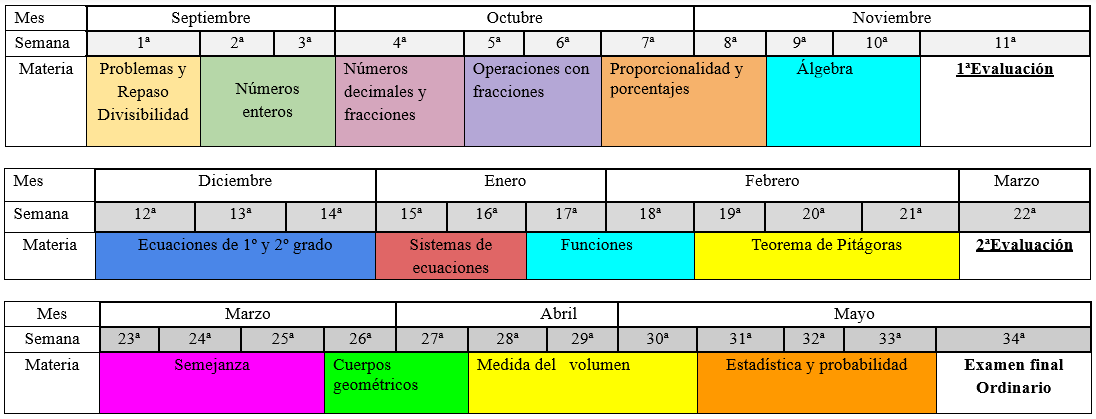 Mes Septiembre Octubre Noviembre
Semana 1ª 2ª 3ª 4ª 5ª 6ª 7ª 8ª 9ª 10ª 11ª
Materia Problemas y Repaso Divisibilidad Números enteros Números decimales y fracciones Operaciones con fracciones Proporcionalidad y porcentajes Álgebra 1ªEvaluación
Mes Diciembre Enero Febrero Marzo
Semana 12ª 13ª 14ª 15ª 16ª 17ª 18ª 19ª 20ª 21ª 22ª
Materia Ecuaciones de 1º y 2º grado Sistemas de ecuaciones Funciones Teorema de Pitágoras 2ªEvaluación
Mes Marzo Abril Mayo
Semana 23ª 24ª 25ª 26ª 27ª 28ª 29ª 30ª 31ª 32ª 33ª 34ª
Materia Semejanza Cuerpos geométricos Medida del volumen Estadística y probabilidad Examen final Ordinario